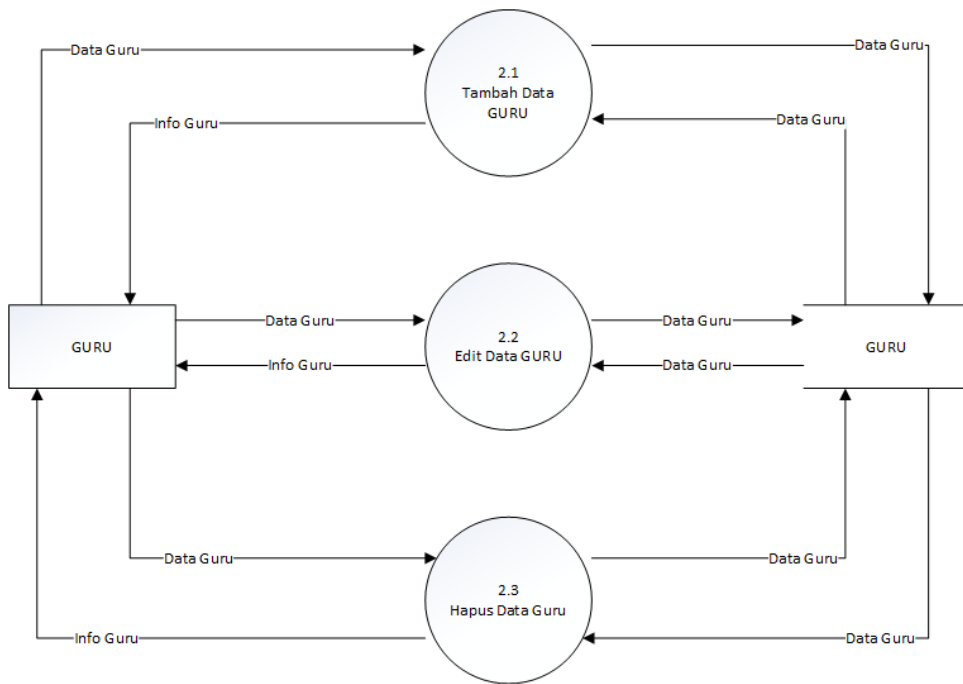 Data Guru
Data Guru
2.1
Tambah Data
GURU
Info Guru
Data Guru
Data Guru
2.2
Edit Data GURU
Data Guru
GURU
GURU
Info Guru
Data Guru
2.3
Hapus Data Guru
Data Guru
Data Guru
Info Guru
Data Guru